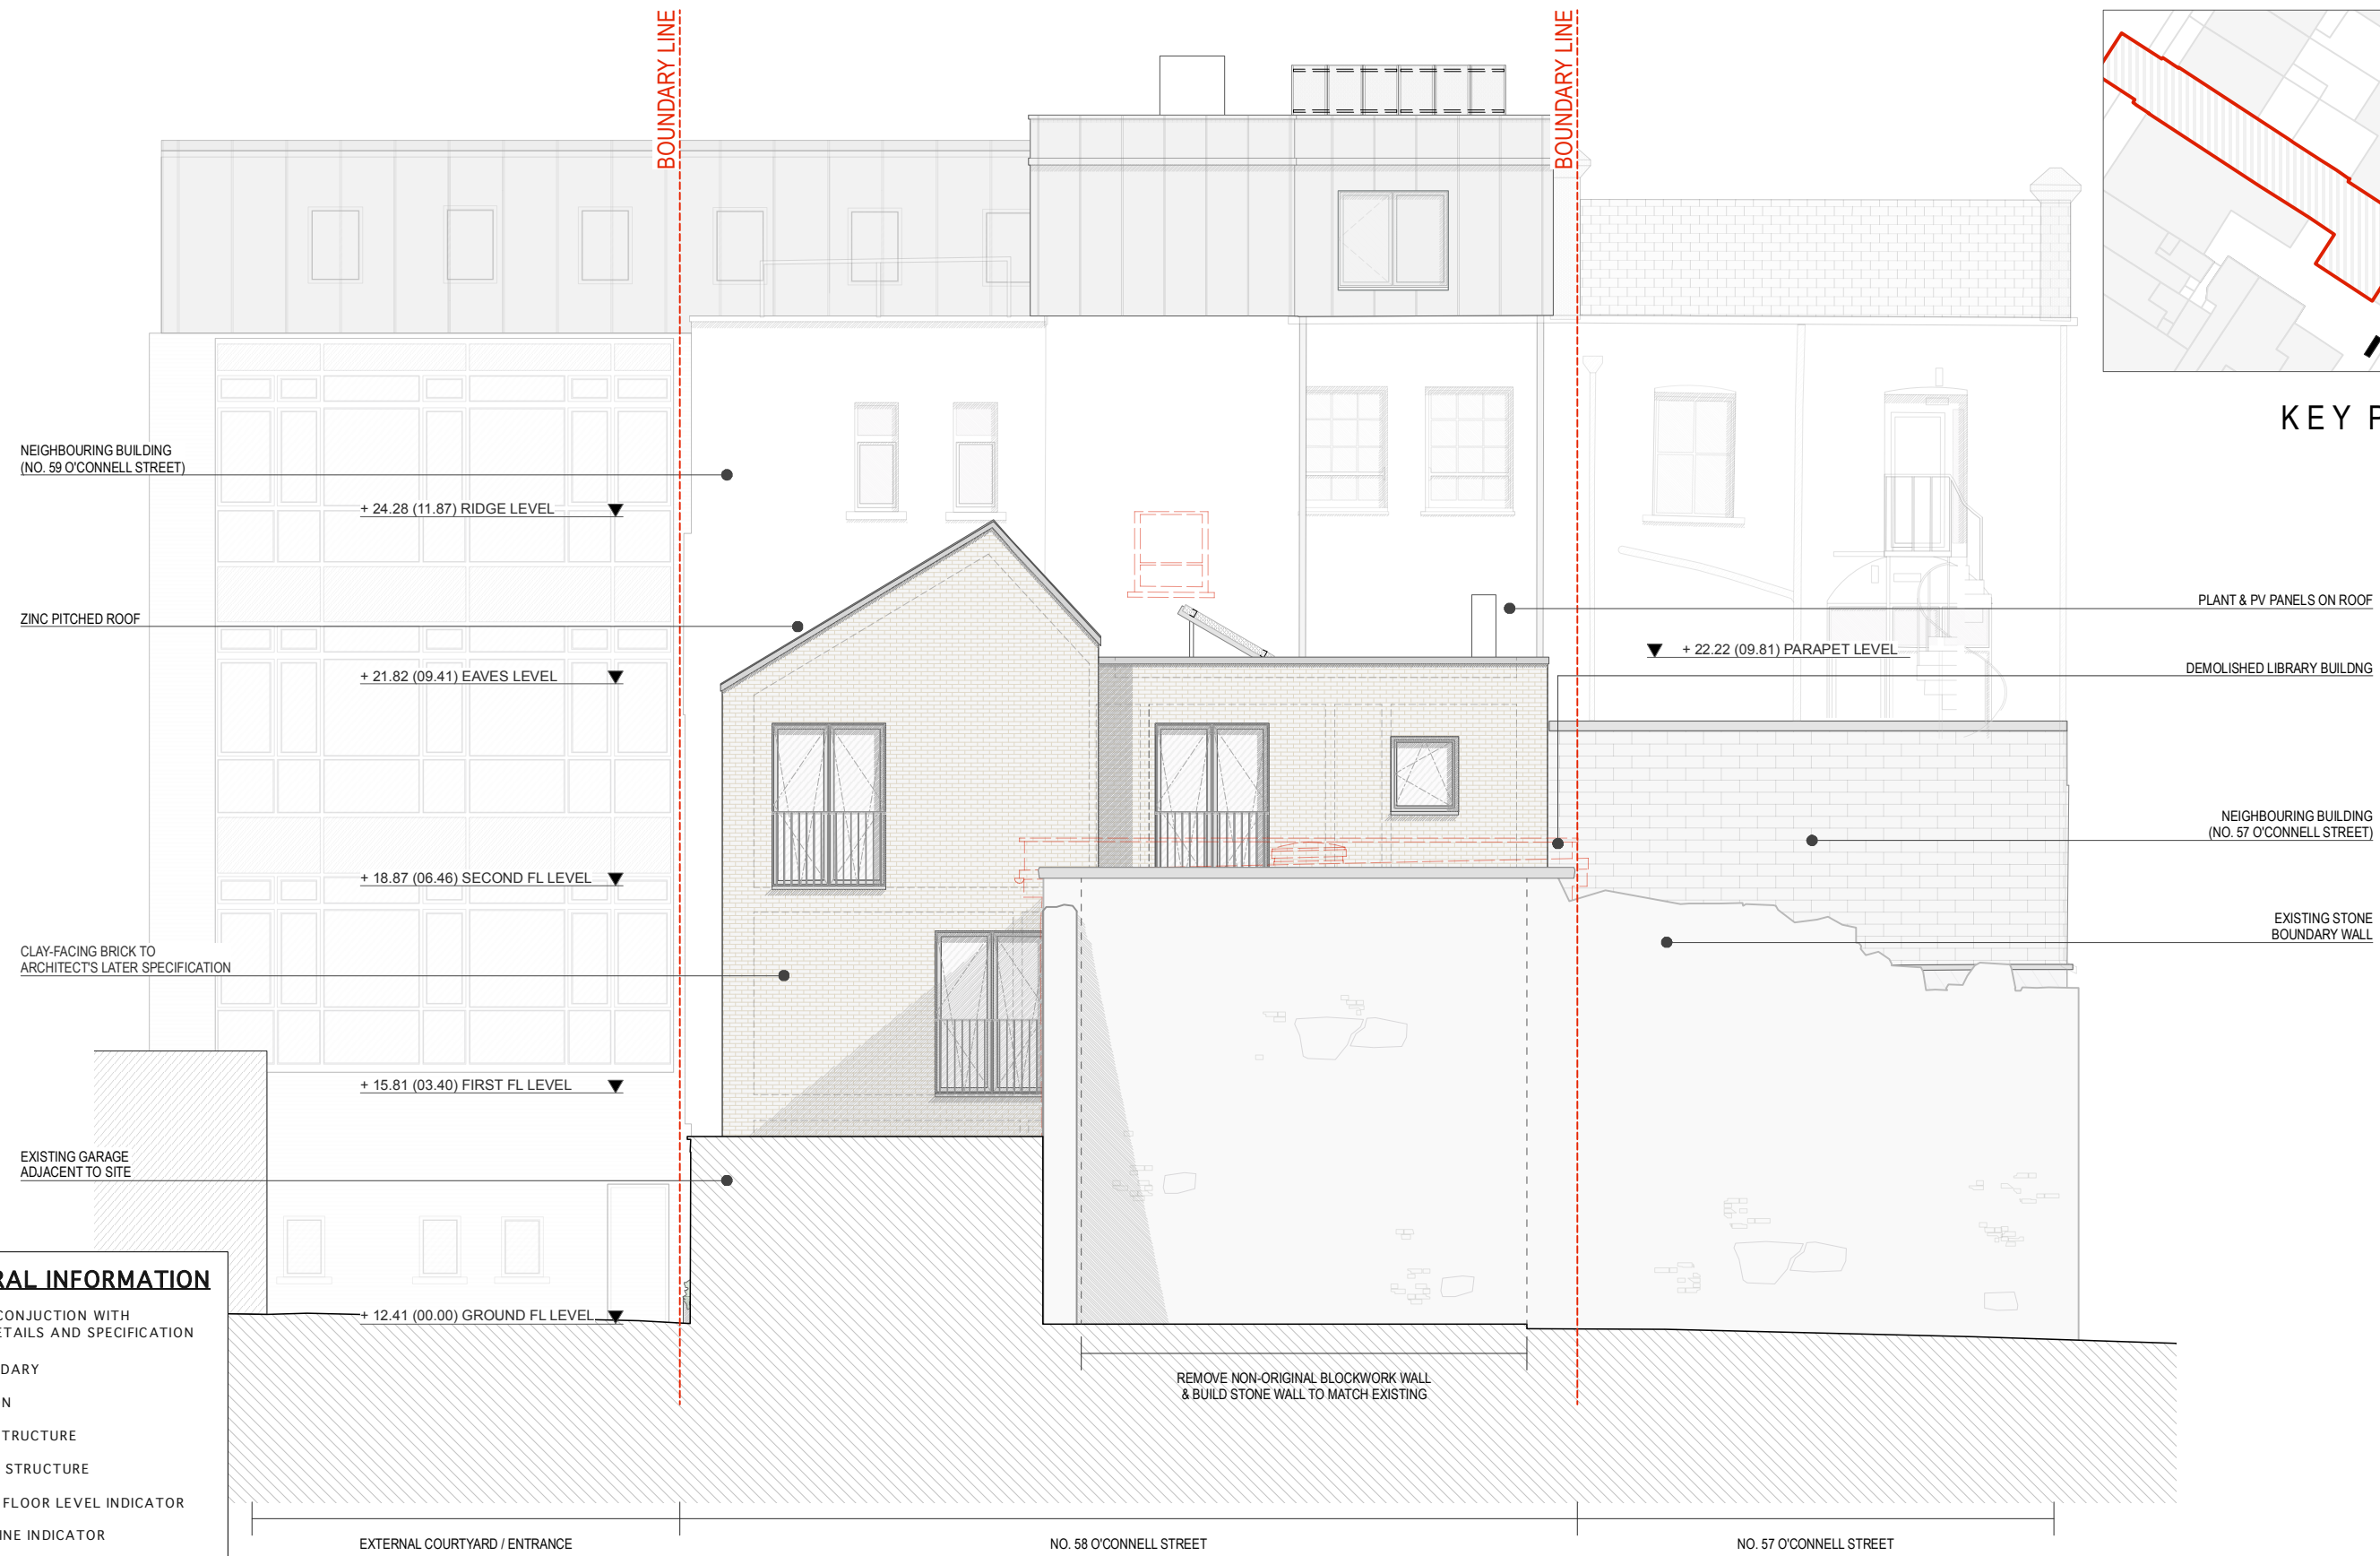 BOUNDARY LINE
BOUNDARY LINE
KEY
NEIGHBOURING BUILDING
(NO. 59 O'CONNELL STREET)
+ 24.28 (11.87) RIDGE LEVEL
ZINC PITCHED ROOF
+ 21.82 (09.41) EAVES LEVEL
+ 18.87 (06.46) SECOND FL LEVEL
CLAY-FACING BRICK TO
ARCHITECT'S LATER SPECIFICATION
+ 15.81 (03.40) FIRST FL LEVEL
EXISTING GARAGE
ADJACENT TO SITE
+ 12.41 (00.00) GROUND FL LEVEL
PLANT & PV PANELS ON ROOF
+ 22.22 (09.81) PARAPET LEVEL
DEMOLISHED LIBRARY BUILDNG
NEIGHBOURING BUILDING
(NO. 57 O'CONNELL STREET)
EXISTING STONE
BOUNDARY WALL
RAL INFORMATION
CONJUCTION WITH
ETAILS AND SPECIFICATION
DARY
N
TRUCTURE
STRUCTURE
FLOOR LEVEL INDICATOR
INE INDICATOR
REMOVE NON-ORIGINAL BLOCKWORK WALL
& BUILD STONE WALL TO MATCH EXISTING
EXTERNAL COURTYARD / ENTRANCE
NO. 58 O'CONNELL STREET
NO. 57 O'CONNELL STREET